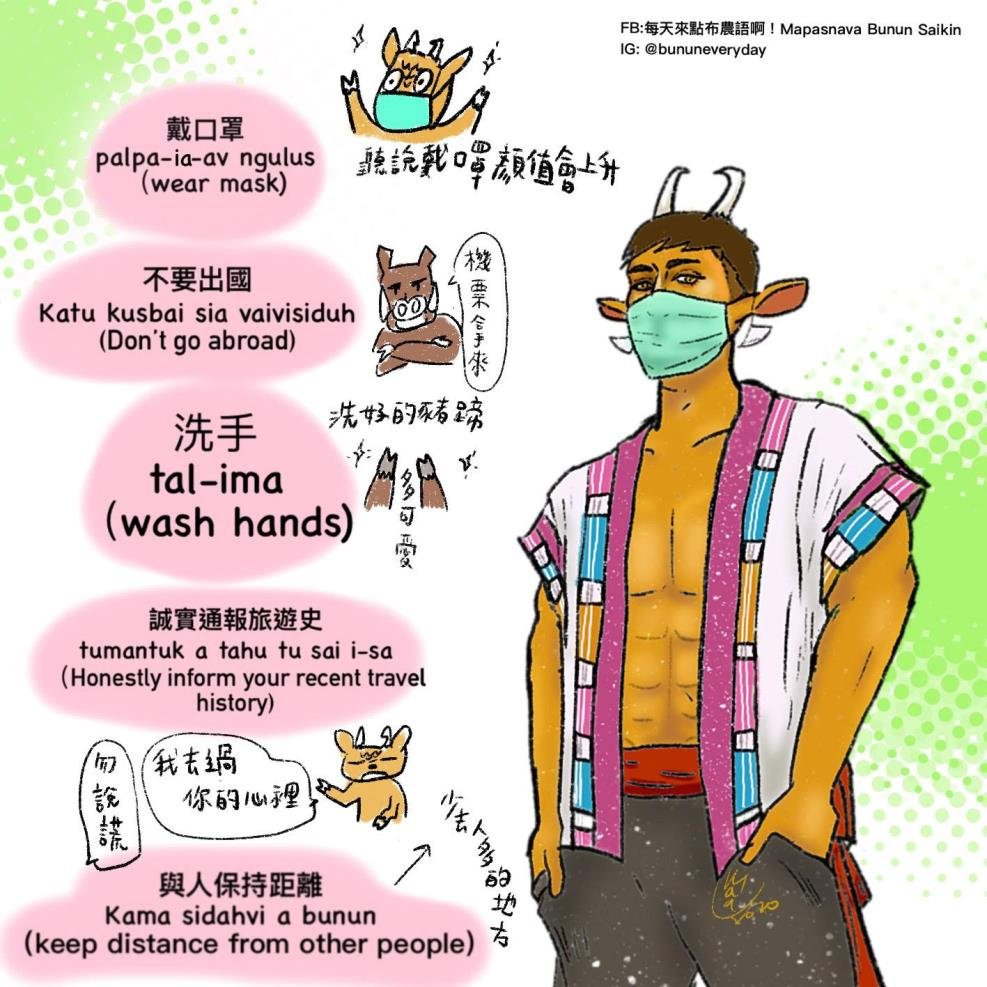 FB:每天來點布農語啊！Mapasnava Bunun Saikin
IG: @bununeveryday
戴口罩
palpa-ia-av ngulus
(wear mask)
聽說戴口罩顏值會上升
不要出國
Katu kusbai sia vaivisiduh
(Don't go abroad)
機票合手來
洗手
tal-ima
(wash hands)
洗好的豬蹄
多可愛
誠實通報旅遊史
tumantuk a tahu tu sai i-sa
(Honestly inform your recent travel
history)
勿說謊
我去過
你的心裡
少去人多的地方
與人保持距離
Kama sidahvi a bunun
(keep distance from other people)